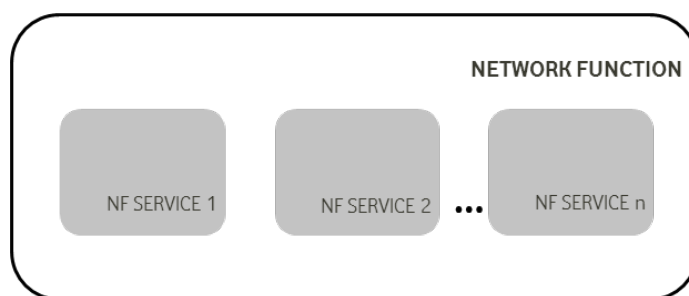 NETWORK FUNCTION
NF SERVICE 1
NF SERVICE 2
...
NF SERVICE n